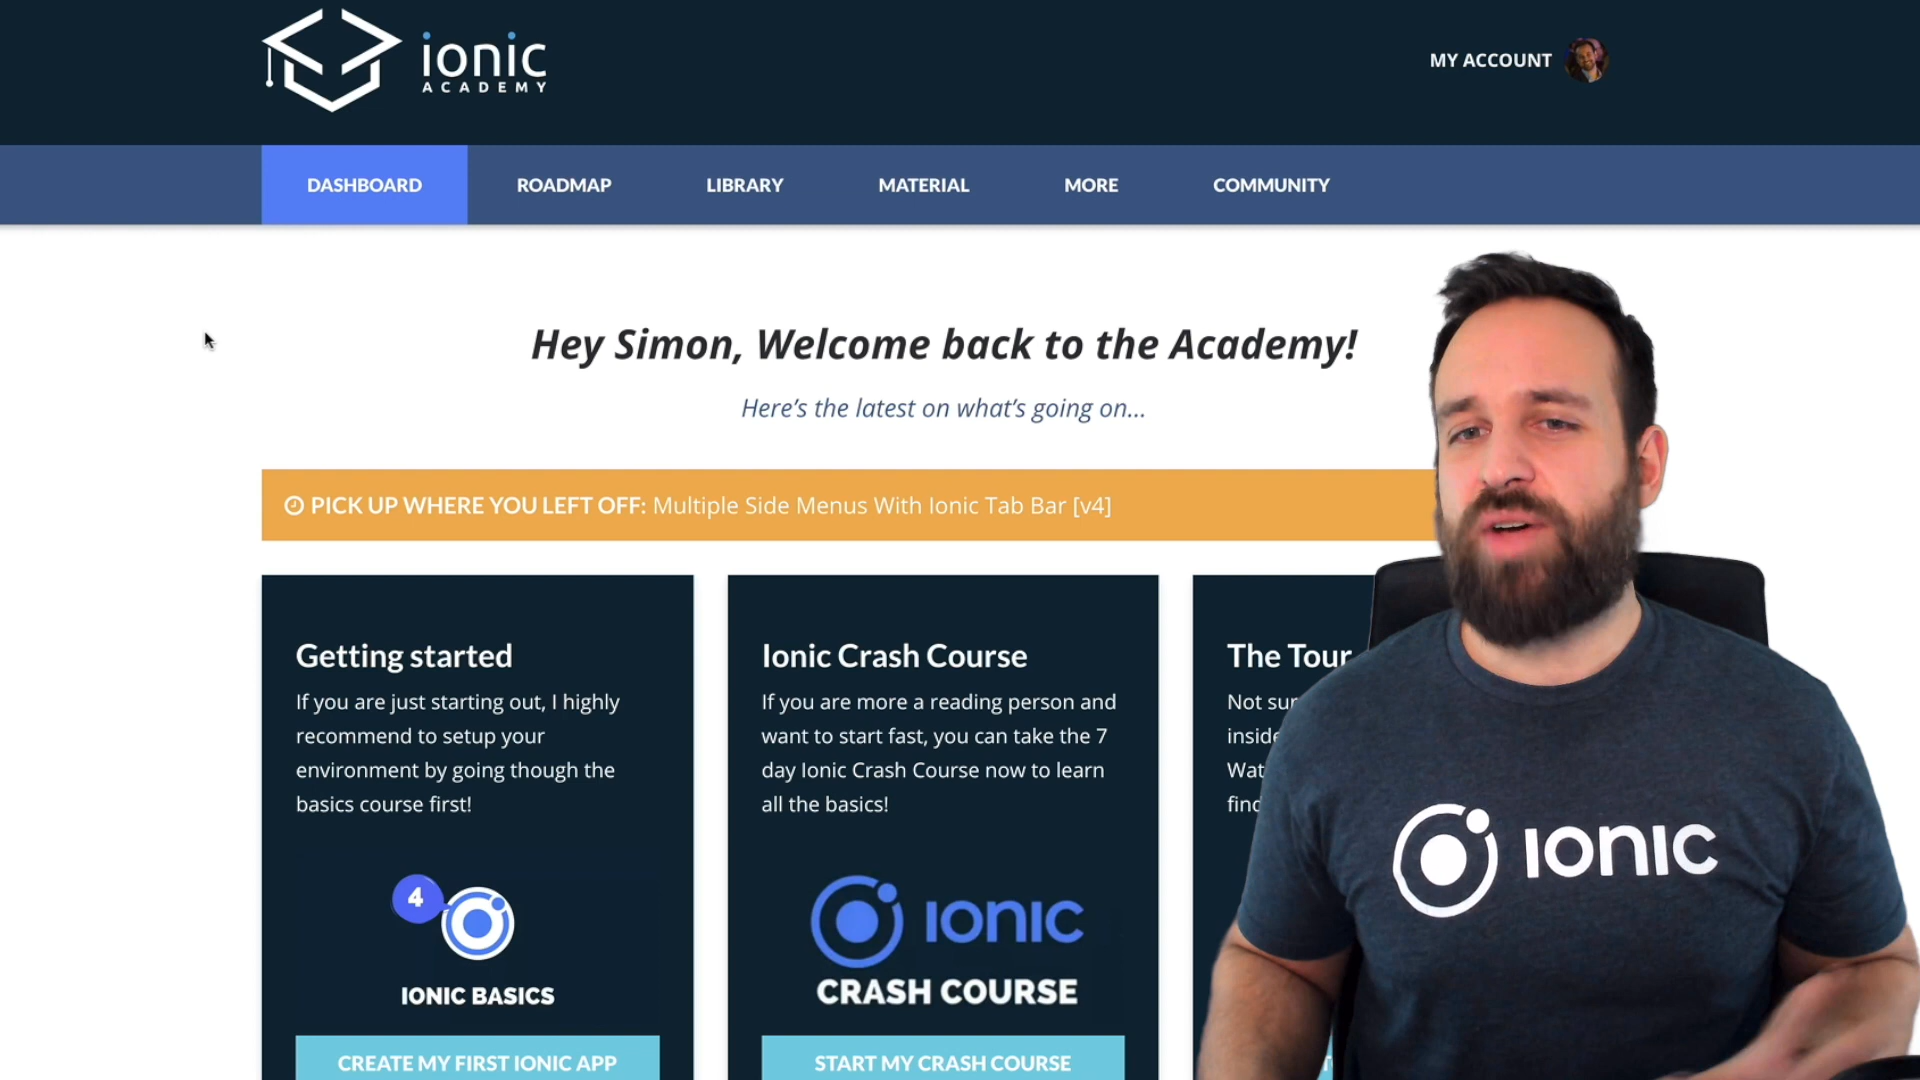 ionic
ACADEMY
MY ACCOUNT
DASHBOARD
ROADMAP
LIBRARY
MATERIAL
MORE
COMMUNITY
Hey Simon, Welcome back to the Academy!
Here's the latest on what's going on...
PICK UP WHERE YOU LEFT OFF: Multiple Side Menus With Ionic Tab Bar [v4]
Getting started
If you are just starting out, I highly
recommend to setup your
environment by going though the
basics course first!
4
IONIC BASICS
CREATE MY FIRST IONIC APP
Ionic Crash Course
If you are more a reading person and
want to start fast, you can take the 7
day Ionic Crash Course now to learn
all the basics!
IONIC
CRASH COURSE
START MY CRASH COURSE
The Tour
Not
IONIC